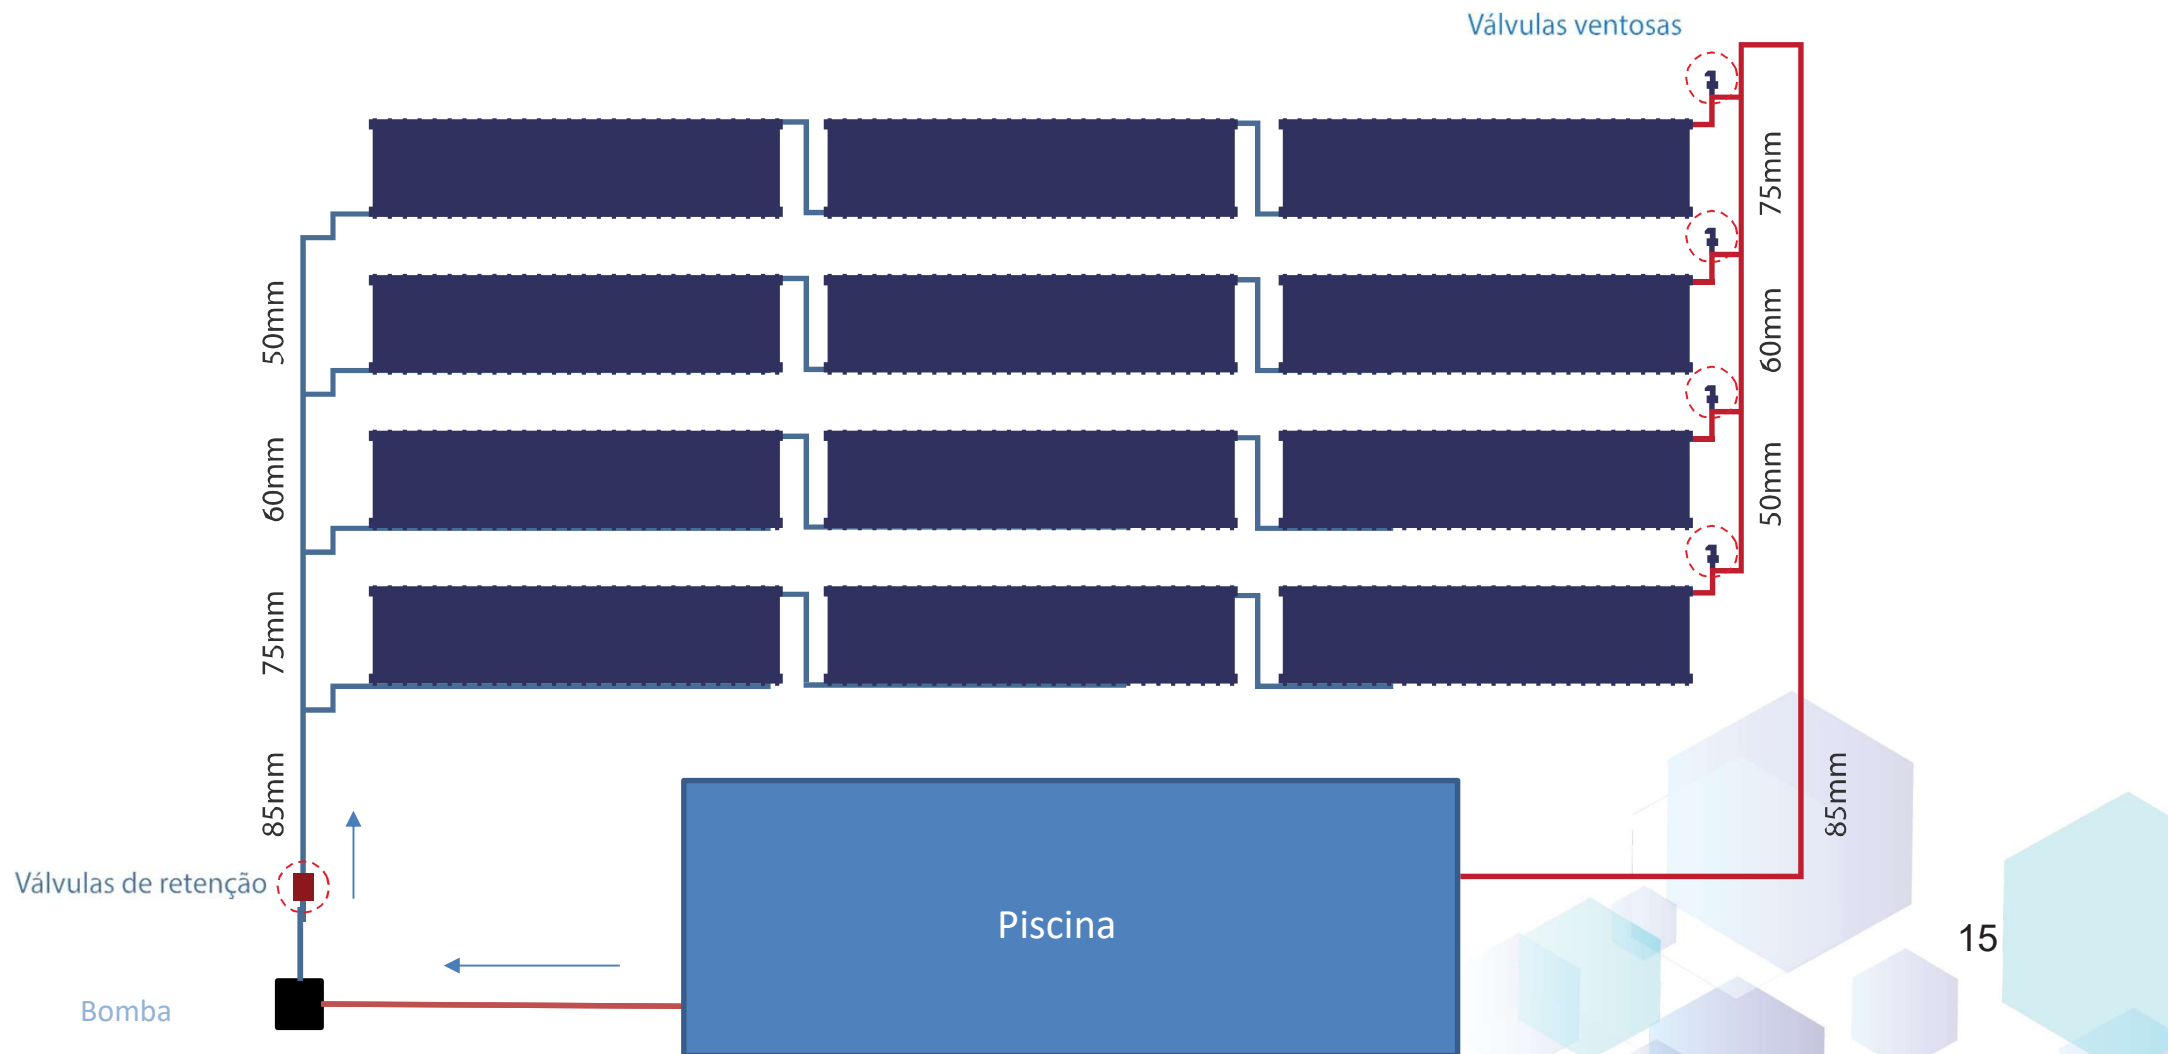 Válvulas ventosas
75mm
50mm
60mm
60mm
50mm
75mm
85mm
85mm
Válvulas de retenção
Piscina
15
Bomba